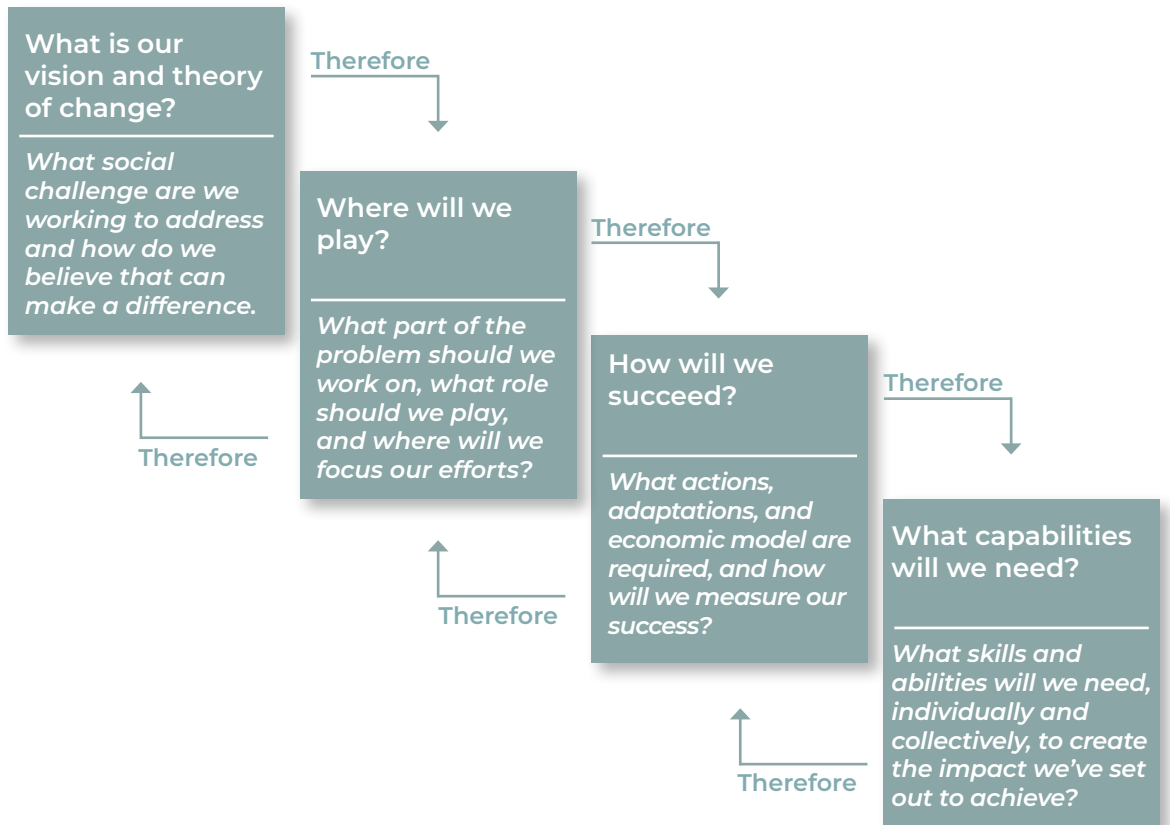 What is our
vision and theory
of change?
What social
challenge are we
working to address
and how do we
believe that can
make a difference.
Therefore
Therefore
Where will we
play?
What part of the
problem should we
work on, what role
should we play,
and where will we
focus our efforts?
Therefore
Therefore
How will we
succeed?
What actions,
adaptations, and
economic model are
required, and how
will we measure our
success?
Therefore
Therefore
What capabilities
will we need?
What skills and
abilities will we need,
individually and
collectively, to create
the impact we've set
out to achieve?